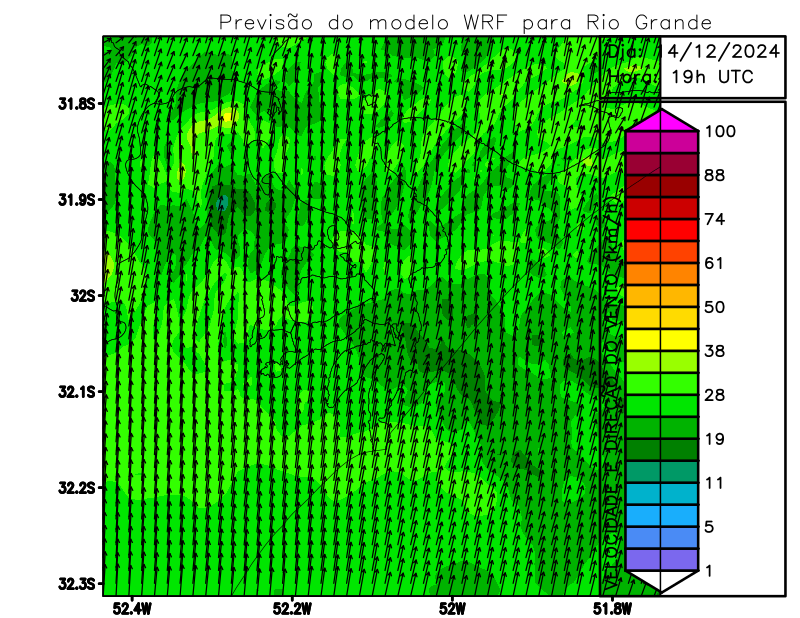 Previsão do modelo WRF para Rio Grande
Dia: 14/12/2024
Hora: 19h UTC
31.8S
31.9S
32S
32.1S
32.2S
32.3S
52.4W
52.2W
52W
51.8W
VELOCIDADE E DIREÇÃO DO VENTO (km/h)
100
88
74
61
50
38
28
19
11
5
1